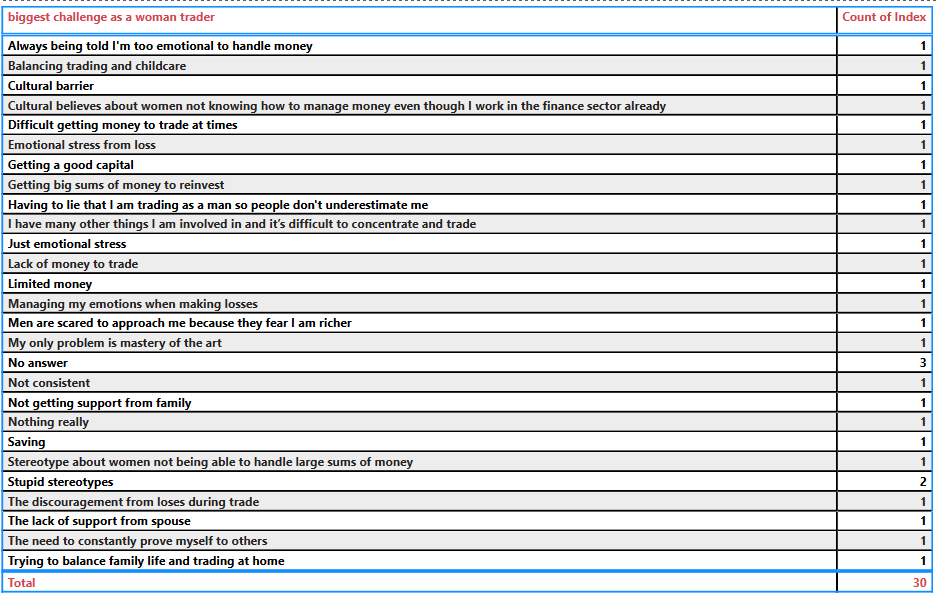 biggest challenge as a woman trader Count of Index
Always being told I'm too emotional to handle money 1
Balancing trading and childcare 1
Cultural barrier 1
Cultural believes about women not knowing how to manage money even though I work in the finance sector already 1
Difficult getting money to trade at times 1
Emotional stress from loss 1
Getting a good capital 1
Getting big sums of money to reinvest 1
Having to lie that I am trading as a man so people don't underestimate me 1
I have many other things I am involved in and it’s difficult to concentrate and trade 1
Just emotional stress 1
Lack of money to trade 1
Limited money 1
Managing my emotions when making losses 1
Men are scared to approach me because they fear I am richer 1
My only problem is mastery of the art 1
No answer 3
Not consistent 1
Not getting support from family 1
Nothing really 1
Saving 1
Stereotype about women not being able to handle large sums of money 1
Stupid stereotypes 2
The discouragement from loses during trade 1
The lack of support from spouse 1
The need to constantly prove myself to others 1
Trying to balance family life and trading at home 1
Total 30